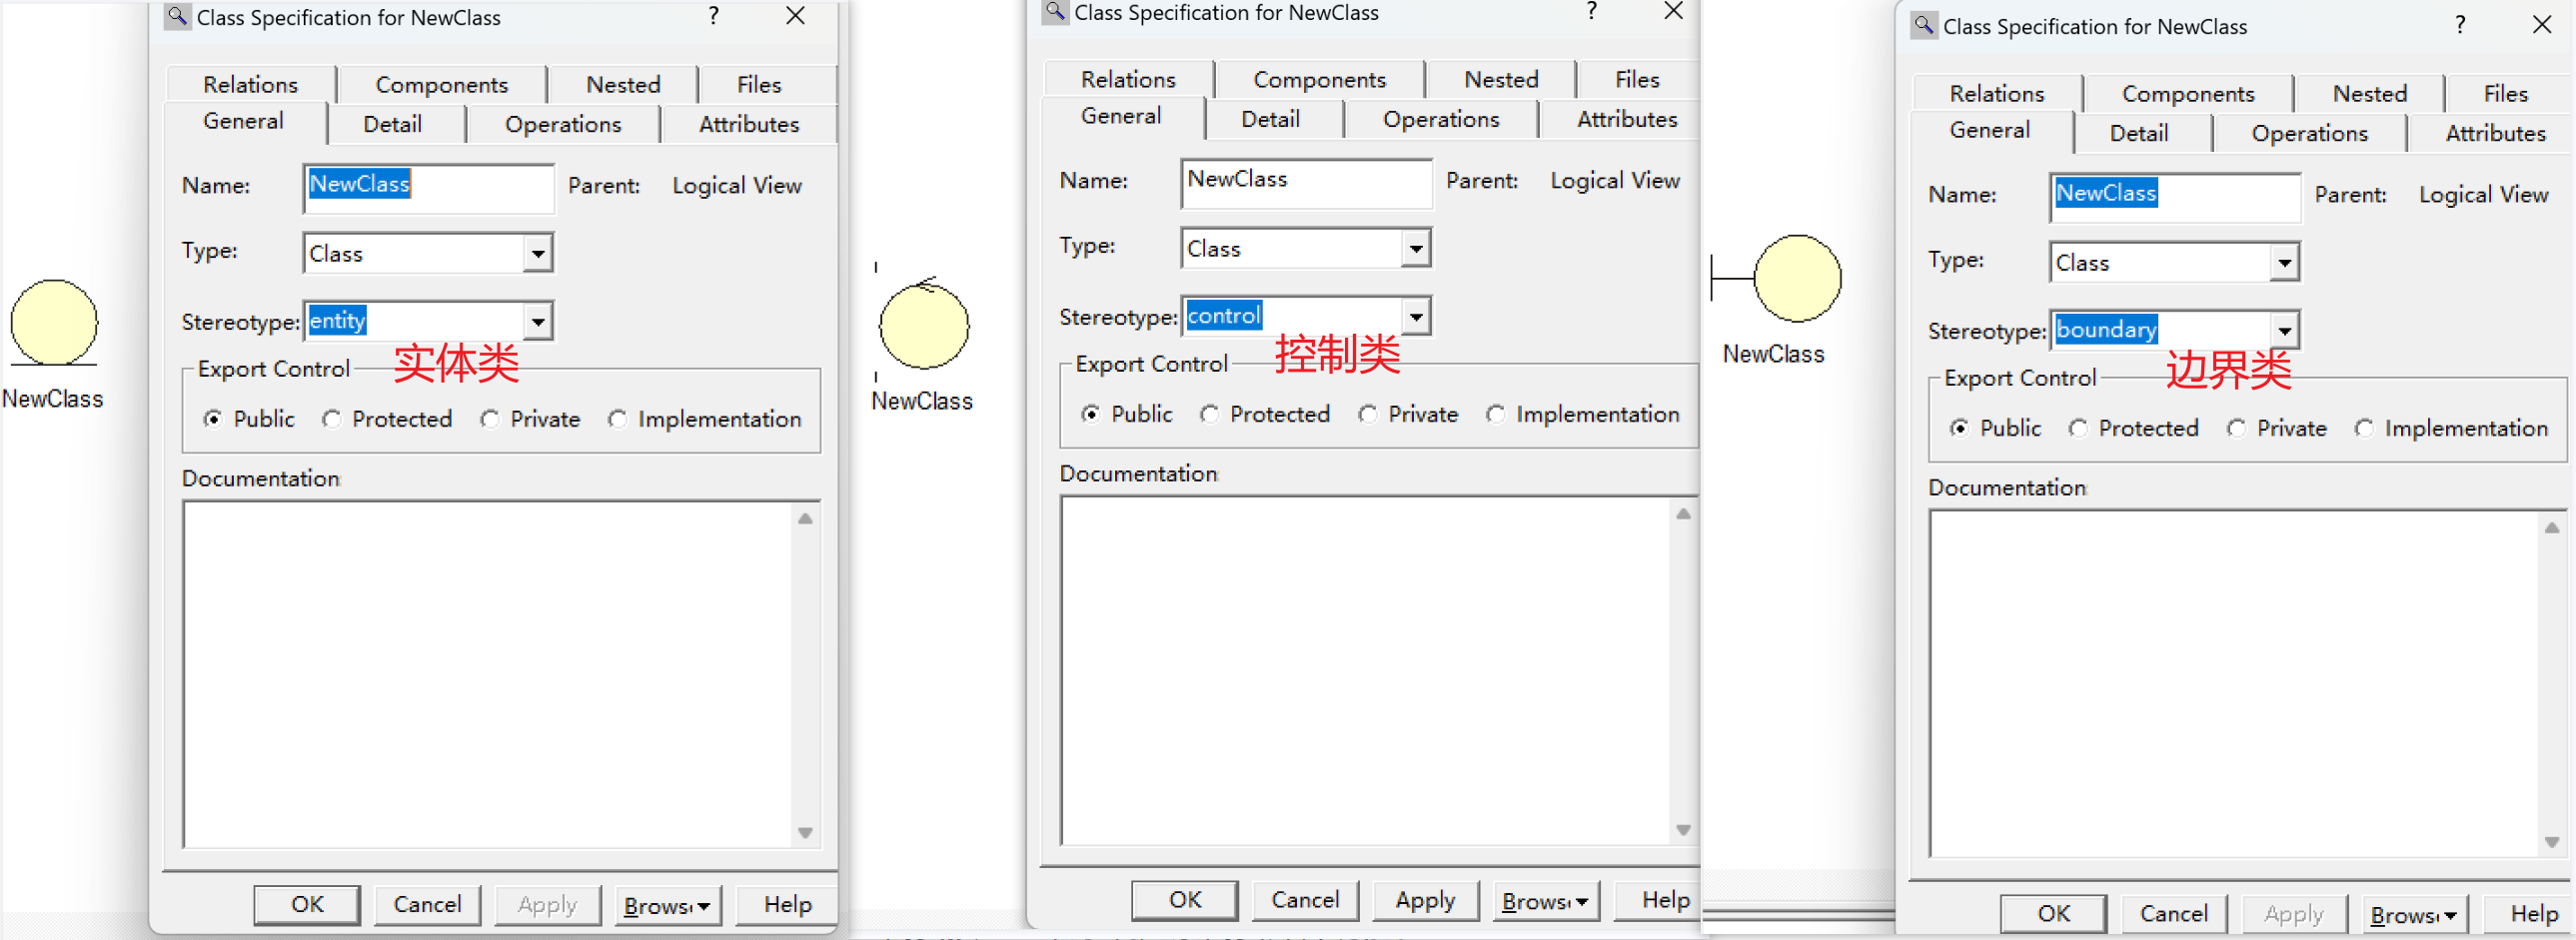 Class Specification for NewClass
?
Relations Components Nested Files
General Detail Operations Attributes
Name: NewClass Parent: Logical View
Type: Class
Stereotype: entity
实体类
Export Control
Public Protected Private Implementation
Documentation:
OK Cancel Apply Brows Help
NewClass
Class Specification for NewClass
?
Relations Components Nested Files
General Detail Operations Attributes
Name: NewClass Parent: Logical View
Type: Class
Stereotype: control
控制类
Export Control
Public Protected Private Implementation
Documentation
OK Cancel Apply Brows Help
NewClass
Class Specification for NewClass
?
Relations Components Nested Files
General Detail Operations Attributes
Name: NewClass Parent: Logical View
Type: Class
Stereotype: boundary
边界类
Export Control
Public Protected Private Implementation
Documentation
OK Cancel Apply Brows Help
NewClass